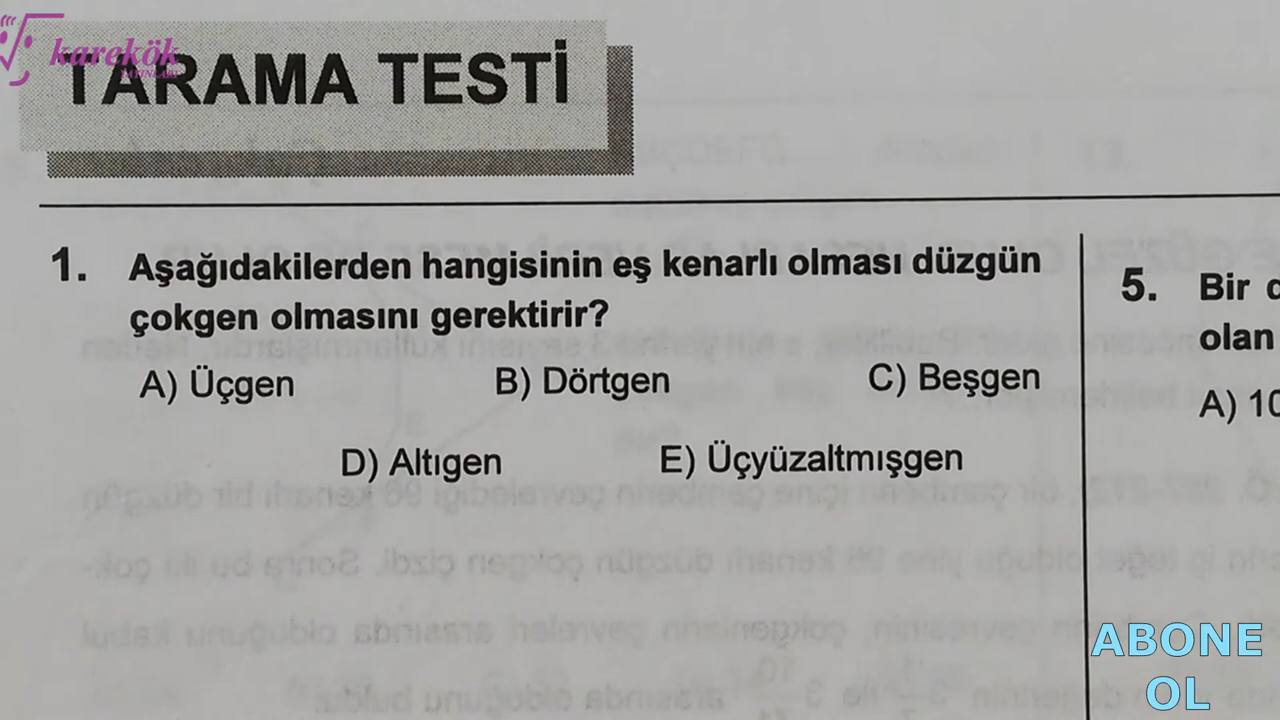 karekök
YAYINLARI
TARAMA TESTİ
1. Aşağıdakilerden hangisinin eş kenarlı olması düzgün
çokgen olmasını gerektirir?
A) Üçgen B) Dörtgen C) Beşgen
D) Altıgen E) Üçyüzaltmışgen
5. Bir
olan
A) 10
ABONE
OL